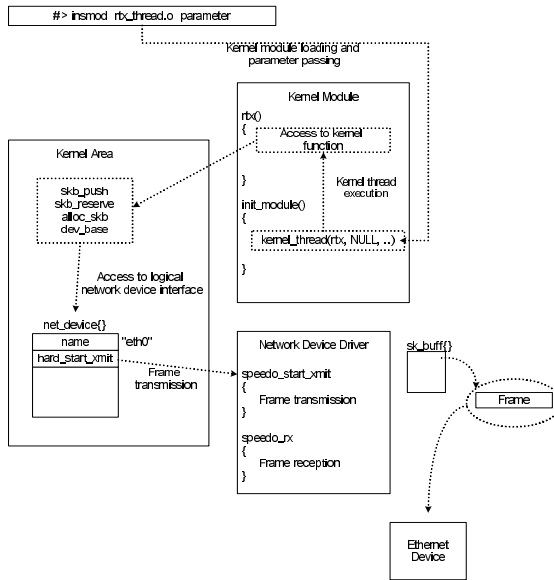 #> insmod rtx_thread.o parameter
Kernel module loading and
parameter passing
Kernel Module
rtx()
{
Access to kernel
function
}
Kernel thread
execution
init_module()
{
kernel_thread(rtx, NULL, ..)
}
Kernel Area
skb_push
skb_reserve
alloc_skb
dev_base
Access to logical
network device interface
net_device{}
name
"eth0"
hard_start_xmit
Frame
transmission
Network Device Driver
speedo_start_xmit
{
Frame transmission
}
speedo_rx
{
Frame reception
}
sk_buff{}
Frame
Ethernet
Device